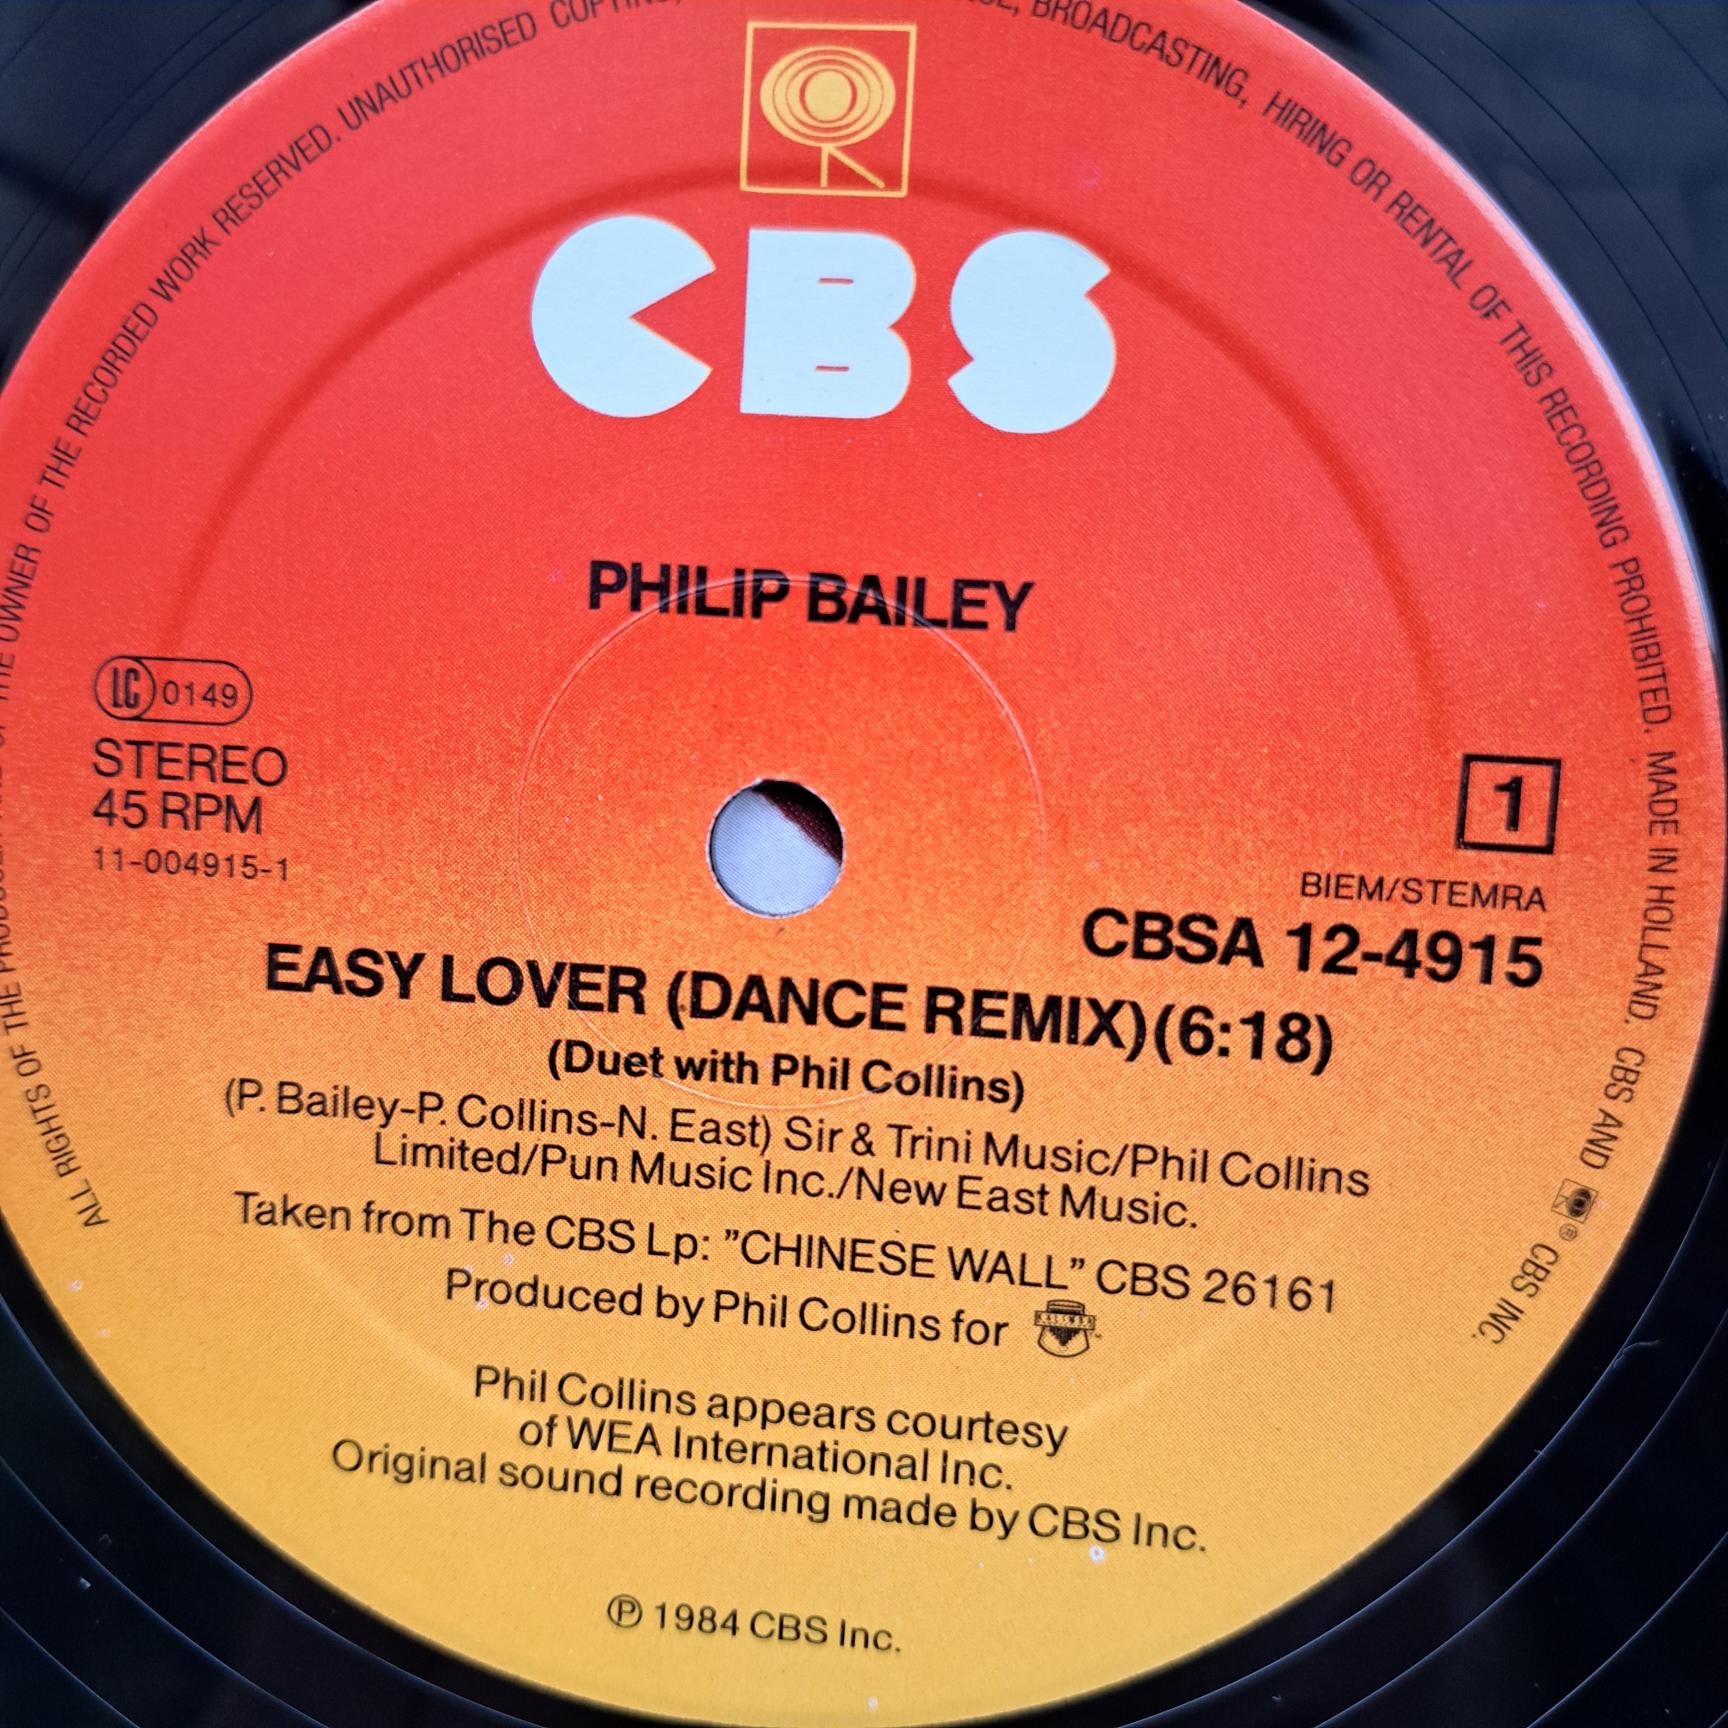 ALL RIGHTS OF THE OWNER OF THE RECORDED WORK RESERVED. UNAUTHORISED COPYING, BROADCASTING, HIRING OR RENTAL OF THIS RECORDING PROHIBITED. MADE IN HOLLAND. CBS AND ® CBS INC.
CBS
PHILIP BAILEY
LC 0149
STEREO
45 RPM
11-004915-1
1
BIEM/STEMRA
CBSA 12-4915
EASY LOVER (DANCE REMIX)(6:18)
(Duet with Phil Collins)
(P. Bailey-P. Collins-N. East) Sir & Trini Music/Phil Collins
Limited/Pun Music Inc./New East Music.
Taken from The CBS Lp: ”CHINESE WALL” CBS 26161
Produced by Phil Collins for
Phil Collins appears courtesy
of WEA International Inc.
Original sound recording made by CBS Inc.
℗ 1984 CBS Inc.